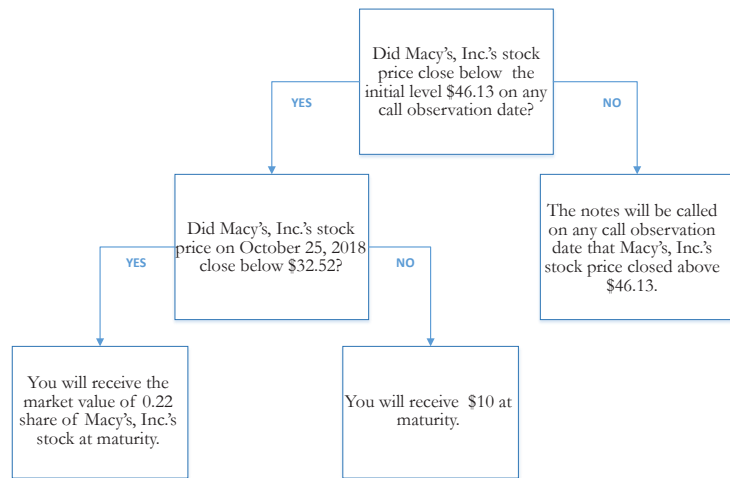 Did Macy's, Inc.'s stock
price close below the
initial level $46.13 on any
call observation date?
YES
NO
Did Macy's, Inc.'s stock
price on October 25, 2018
close below $32.52?
The notes will be called
on any call observation
date that Macy's, Inc.'s
stock price closed above
$46.13.
YES
NO
You will receive the
market value of 0.22
share of Macy's, Inc.'s
stock at maturity.
You will receive $10 at
maturity.